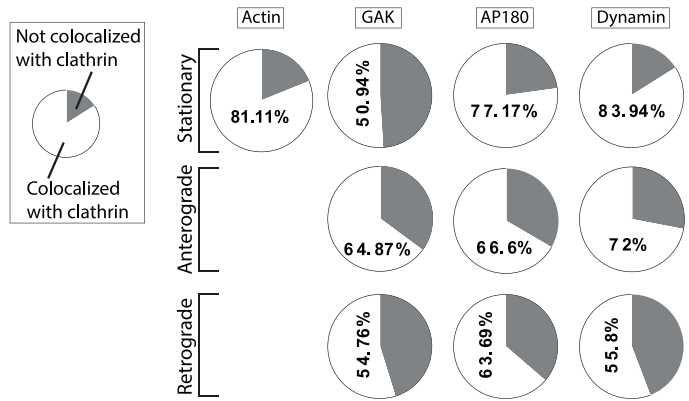 Actin
GAK
AP180
Dynamin
Not colocalized
with clathrin
Colocalized
with clathrin
Stationary
81.11%
50.94%
77.17%
83.94%
Anterograde
64.87%
66.6%
72%
Retrograde
54.76%
63.69%
55.8%